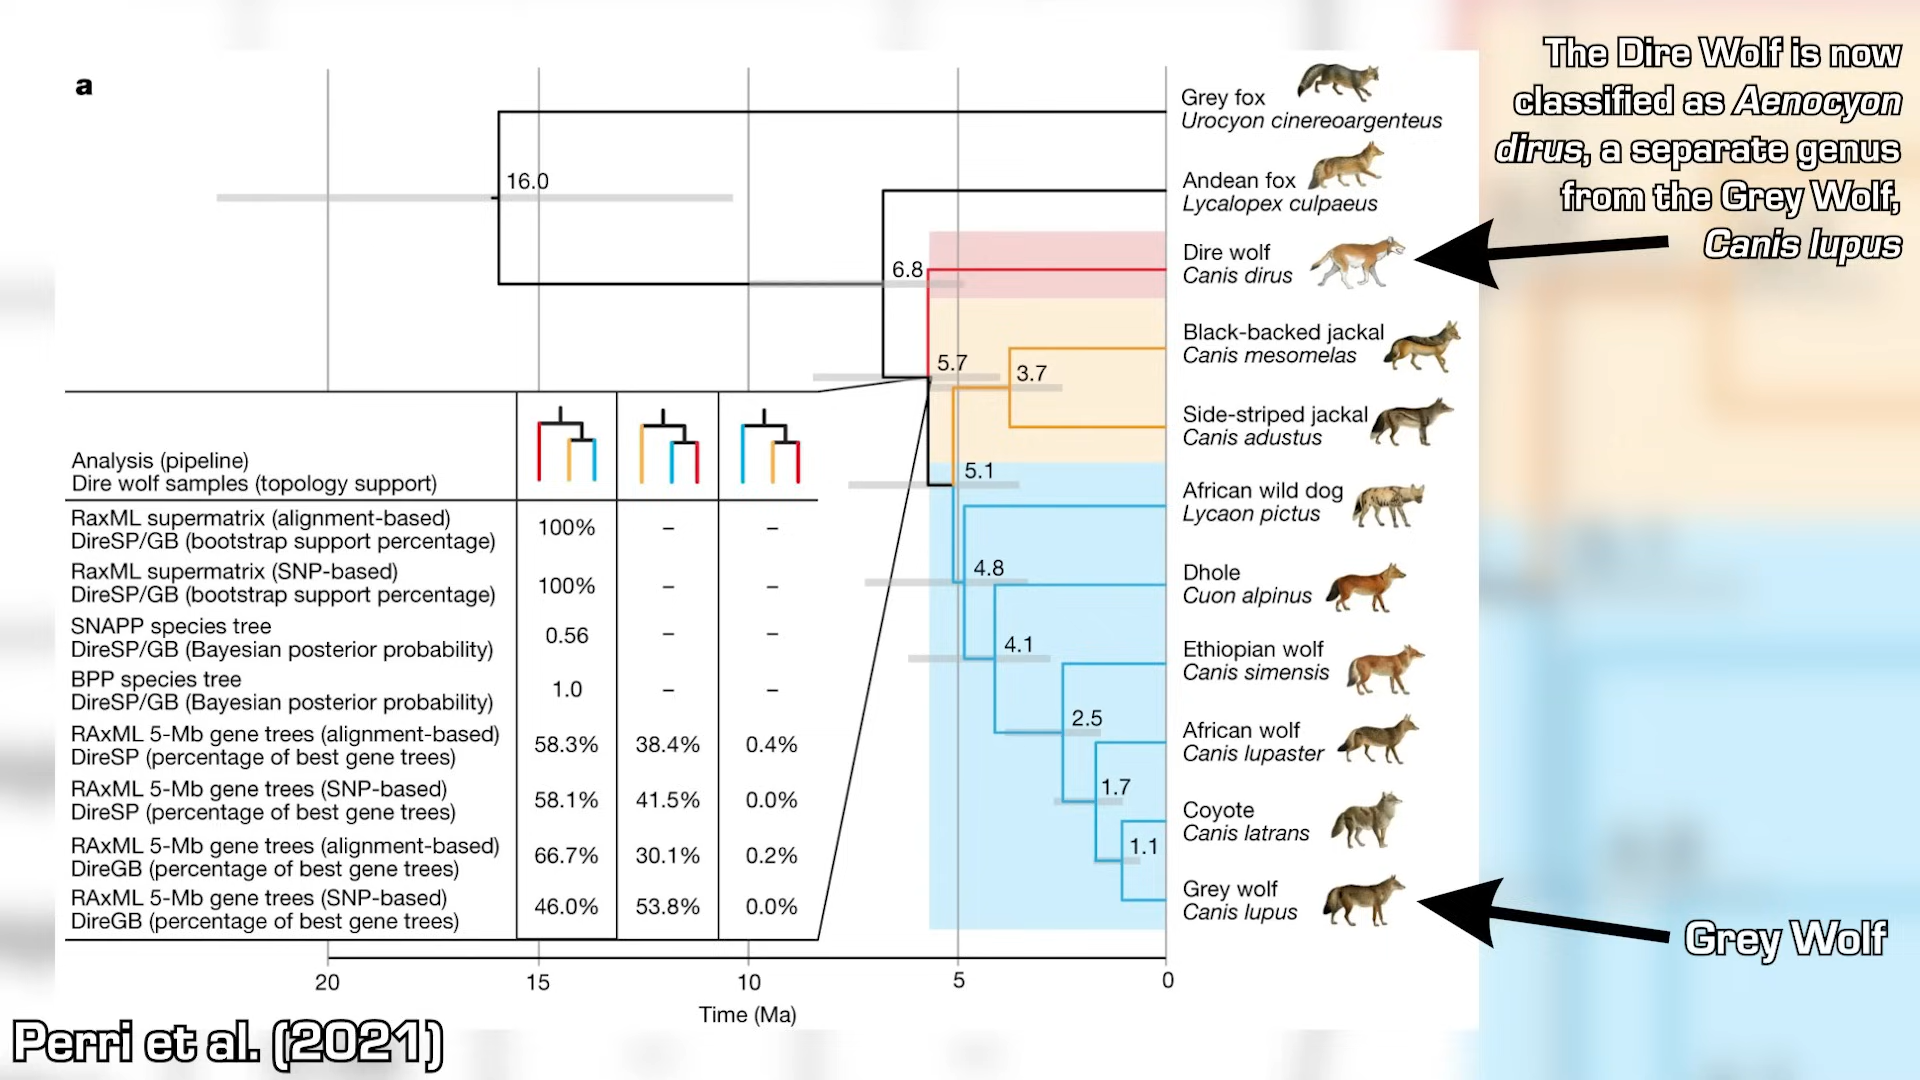 a
The Dire Wolf is now
classified as Aenocyon
dirus, a separate genus
from the Grey Wolf,
Canis lupus
Grey fox
Urocyon cinereoargenteus
Andean fox
Lycalopex culpaeus
Dire wolf
Canis dirus
Black-backed jackal
Canis mesomelas
Side-striped jackal
Canis adustus
African wild dog
Lycaon pictus
Dhole
Cuon alpinus
Ethiopian wolf
Canis simensis
African wolf
Canis lupaster
Coyote
Canis latrans
Grey wolf
Canis lupus
Grey Wolf
16.0
6.8
5.7
3.7
5.1
4.8
4.1
2.5
1.7
1.1
Analysis (pipeline)
Dire wolf samples (topology support)
RaxML supermatrix (alignment-based)
DireSP/GB (bootstrap support percentage)
100% – –
RaxML supermatrix (SNP-based)
DireSP/GB (bootstrap support percentage)
100% – –
SNAPP species tree
DireSP/GB (Bayesian posterior probability)
0.56 – –
BPP species tree
DireSP/GB (Bayesian posterior probability)
1.0 – –
RAxML 5-Mb gene trees (alignment-based)
DireSP (percentage of best gene trees)
58.3% 38.4% 0.4%
RAxML 5-Mb gene trees (SNP-based)
DireSP (percentage of best gene trees)
58.1% 41.5% 0.0%
RAxML 5-Mb gene trees (alignment-based)
DireGB (percentage of best gene trees)
66.7% 30.1% 0.2%
RAxML 5-Mb gene trees (SNP-based)
DireGB (percentage of best gene trees)
46.0% 53.8% 0.0%
20 15 10 5 0
Time (Ma)
Perri et al. (2021)